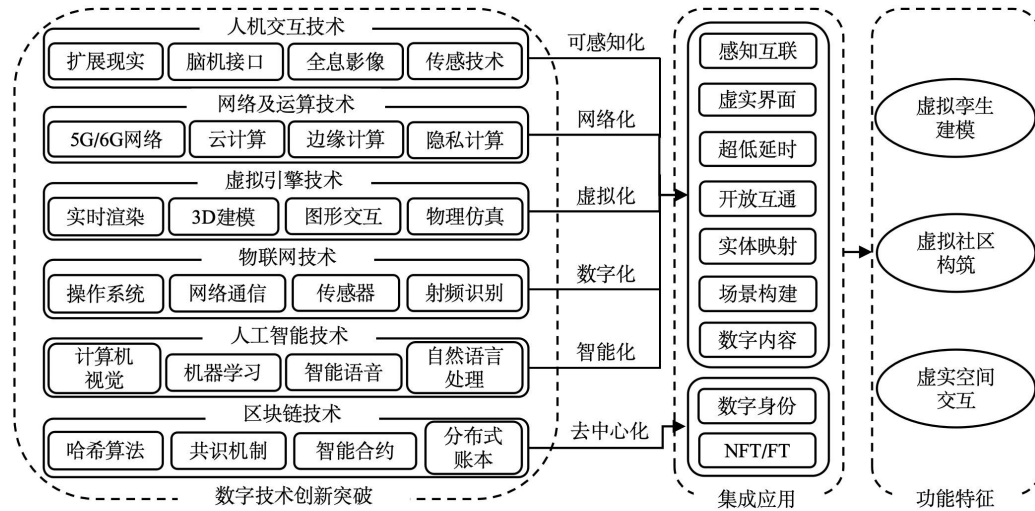 人机交互技术
扩展现实 脑机接口 全息影像 传感技术
网络及运算技术
5G/6G网络 云计算 边缘计算 隐私计算
虚拟引擎技术
实时渲染 3D建模 图形交互 物理仿真
物联网技术
操作系统 网络通信 传感器 射频识别
人工智能技术
计算机
视觉
机器学习
智能语音
自然语言
处理
区块链技术
哈希算法
共识机制
智能合约
分布式
账本
数字技术创新突破
可感知化
网络化
虚拟化
数字化
智能化
去中心化
感知互联
虚实界面
超低延时
开放互通
实体映射
场景构建
数字内容
数字身份
NFT/FT
集成应用
虚拟孪生
建模
虚拟社区
构筑
虚实空间
交互
功能特征